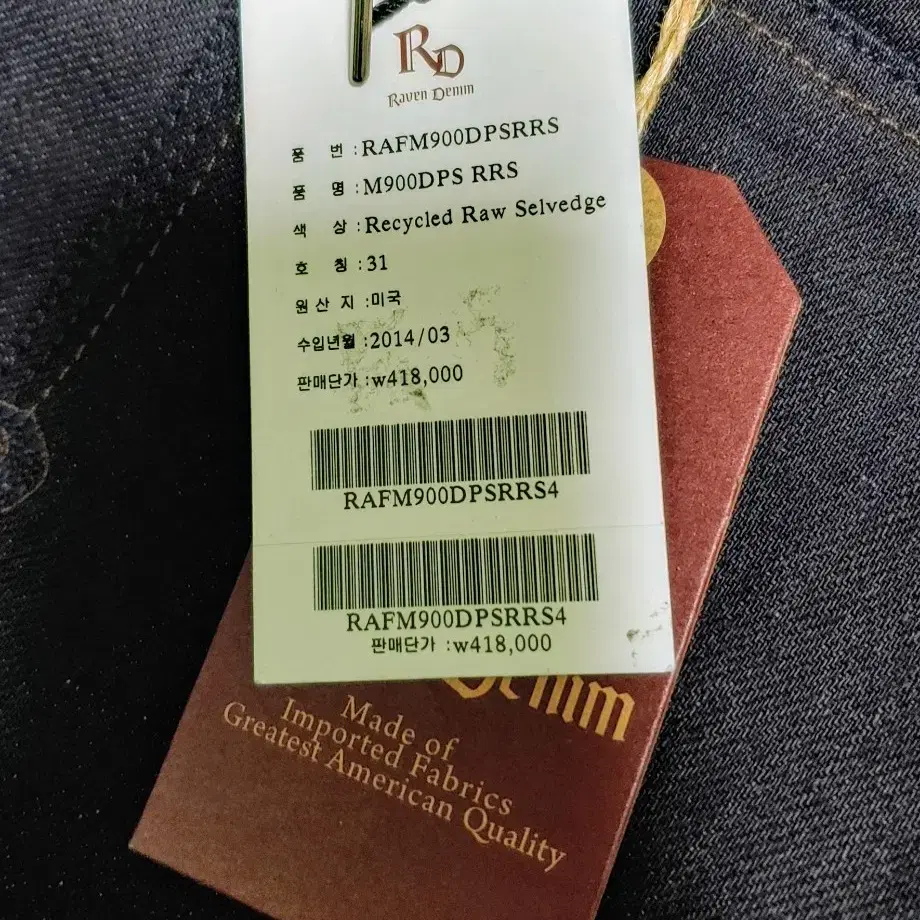 RD
Raven Denim
품 번 :RAFM900DPSRRS
품 명 :M900DPS RRS
색 상 :Recycled Raw Selvedge
호 칭 :31
원 산 지 :미국
수입년월 :2014/03
판매단가 :w418,000
RAFM900DPSRRS4
RAFM900DPSRRS4
판매단가 :w418,000
Denim
Made of
Imported Fabrics
Greatest American Quality